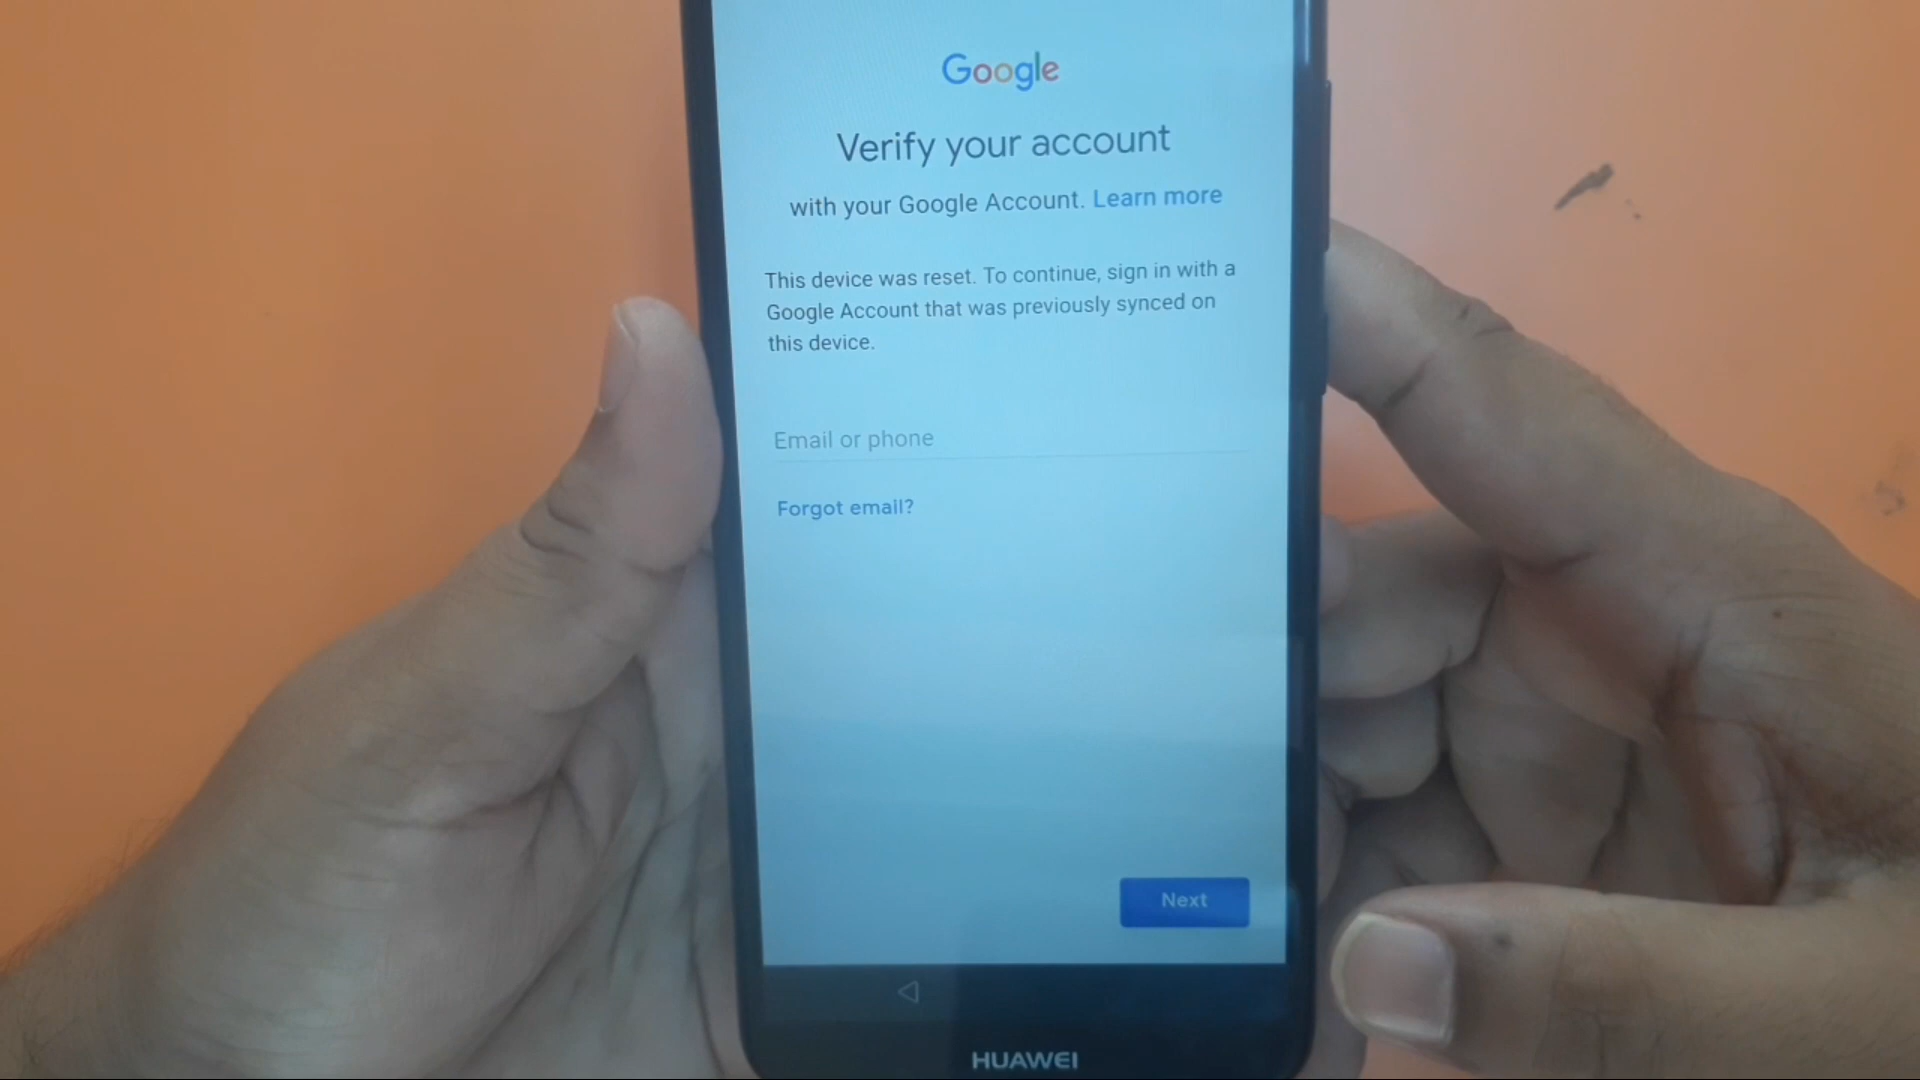 Google
Verify your account
with your Google Account. Learn more
This device was reset. To continue, sign in with a
Google Account that was previously synced on
this device.
Email or phone
Forgot email?
Next
HUAWEI